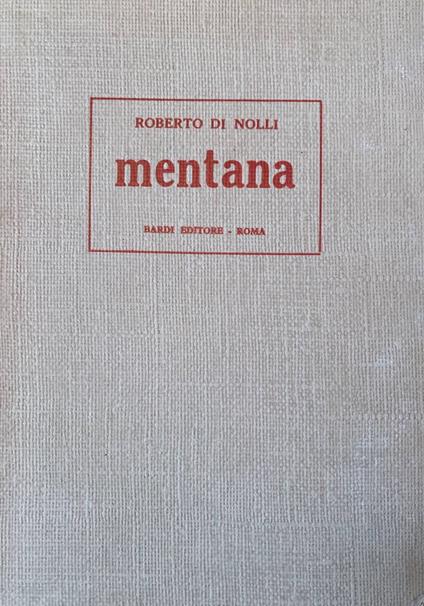 ROBERTO DI NOLLI
mentana
BARDI EDITORE - ROMA